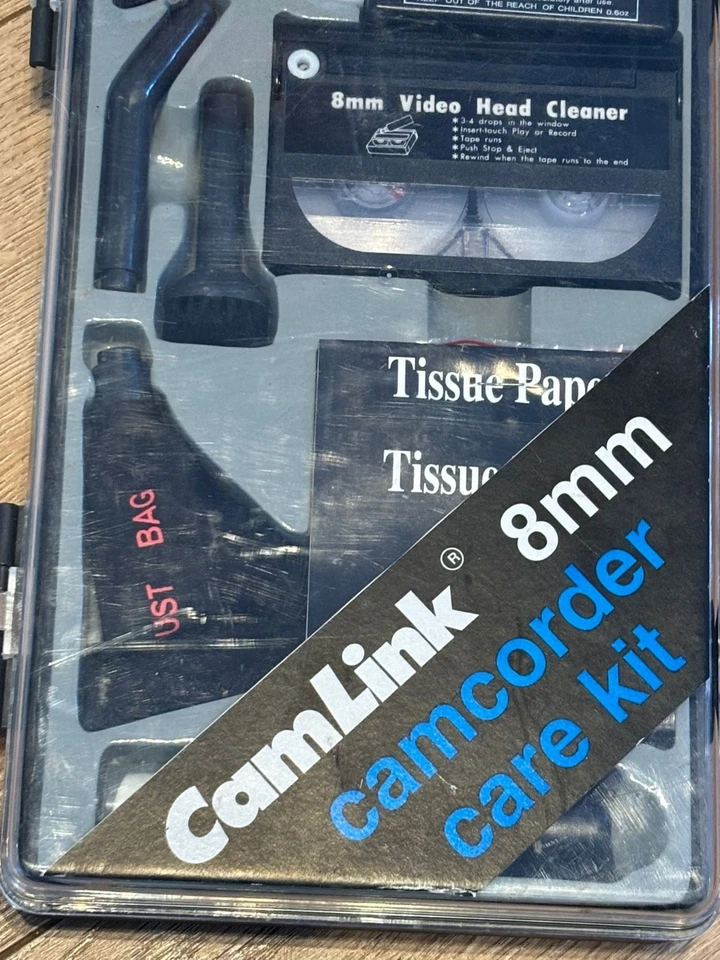 KEEP OUT OF THE REACH OF CHILDREN 0.6oz
8mm Video Head Cleaner
* 3-4 drops in the window
* Insert-touch Play or Record
* Tape runs
* Push Stop & Eject
* Rewind when the tape runs to the end
Tissue Pape
Tissue
UST BAG
CamLink® 8mm
camcorder
care kit